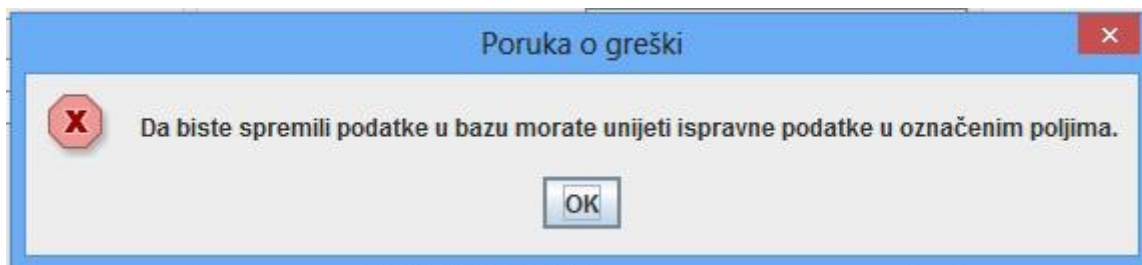 Poruka o greški
Da biste spremili podatke u bazu morate unijeti ispravne podatke u označenim poljima.
OK